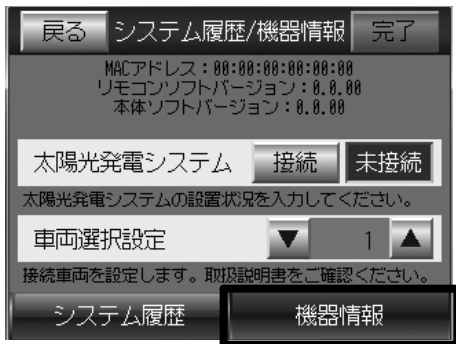 戻る システム履歴/機器情報 完了
MACアドレス:00:00:00:00:00:00
リモコンソフトバージョン:0.0.00
本体ソフトバージョン:0.0.00
太陽光発電システム 接続 未接続
太陽光発電システムの設置状況を入力してください。
車両選択設定 ▼ 1 ▲
接続車両を設定します。取扱説明書をご確認ください。
システム履歴 機器情報